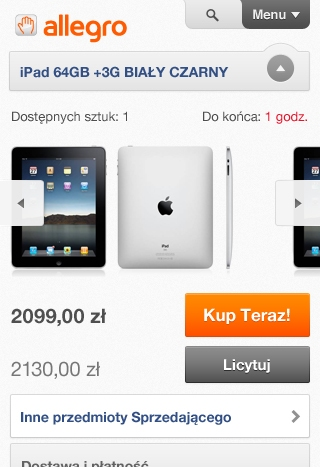 allegro
Menu
iPad 64GB +3G BIAŁY CZARNY
Dostępnych sztuk: 1
Do końca: 1 godz.
iPad
2099,00 zł
Kup Teraz!
2130,00 zł
Licytuj
Inne przedmioty Sprzedającego
Dostawa i płatność